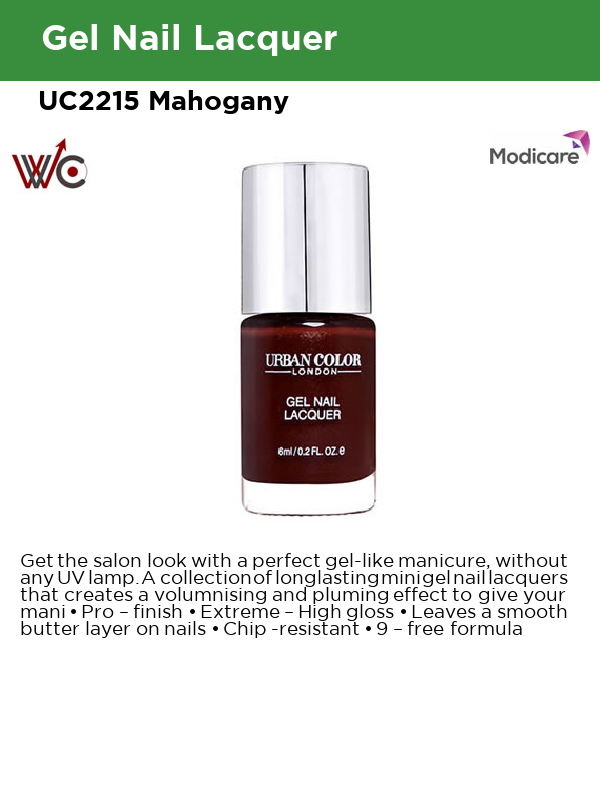 Gel Nail Lacquer
UC2215 Mahogany
WC
Modicare
URBAN COLOR
LONDON
GEL NAIL
LACQUER
6ml / 0.2 FL. OZ. e
Get the salon look with a perfect gel-like manicure, without
any UV lamp. A collection of longlasting mini gel nail lacquers
that creates a volumnising and pluming effect to give your
mani • Pro – finish • Extreme – High gloss • Leaves a smooth
butter layer on nails • Chip -resistant • 9 – free formula